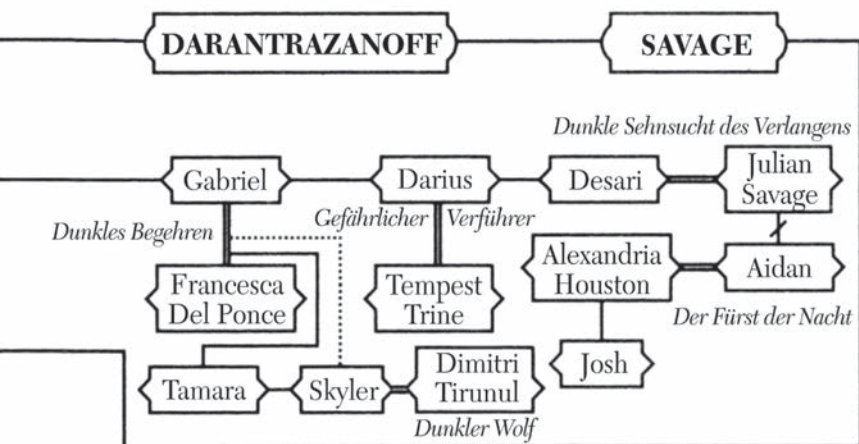 DARANTRAZANOFF
SAVAGE
Dunkle Sehnsucht des Verlangens
Gabriel
Darius
Desari
Julian
Savage
Dunkles Begehren
Gefährlicher Verführer
Alexandria
Houston
Aidan
Francesca
Del Ponce
Tempest
Trine
Der Fürst der Nacht
Tamara
Skyler
Dimitri
Tirunul
Josh
Dunkler Wolf